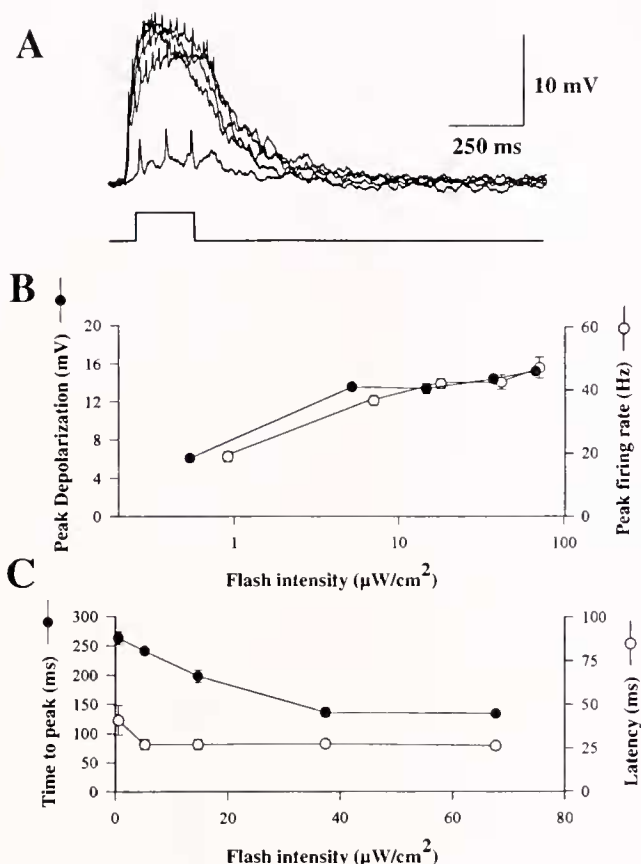 A
10 mV
250 ms
B
Peak Depolarization (mV)
20
16
12
8
4
0
60
40
20
0
Peak firing rate (Hz)
1
10
100
Flash intensity (µW/cm²)
C
Time to peak (ms)
300
250
200
150
100
50
0
100
75
50
25
0
Latency (ms)
0
20
40
60
80
Flash intensity (µW/cm²)